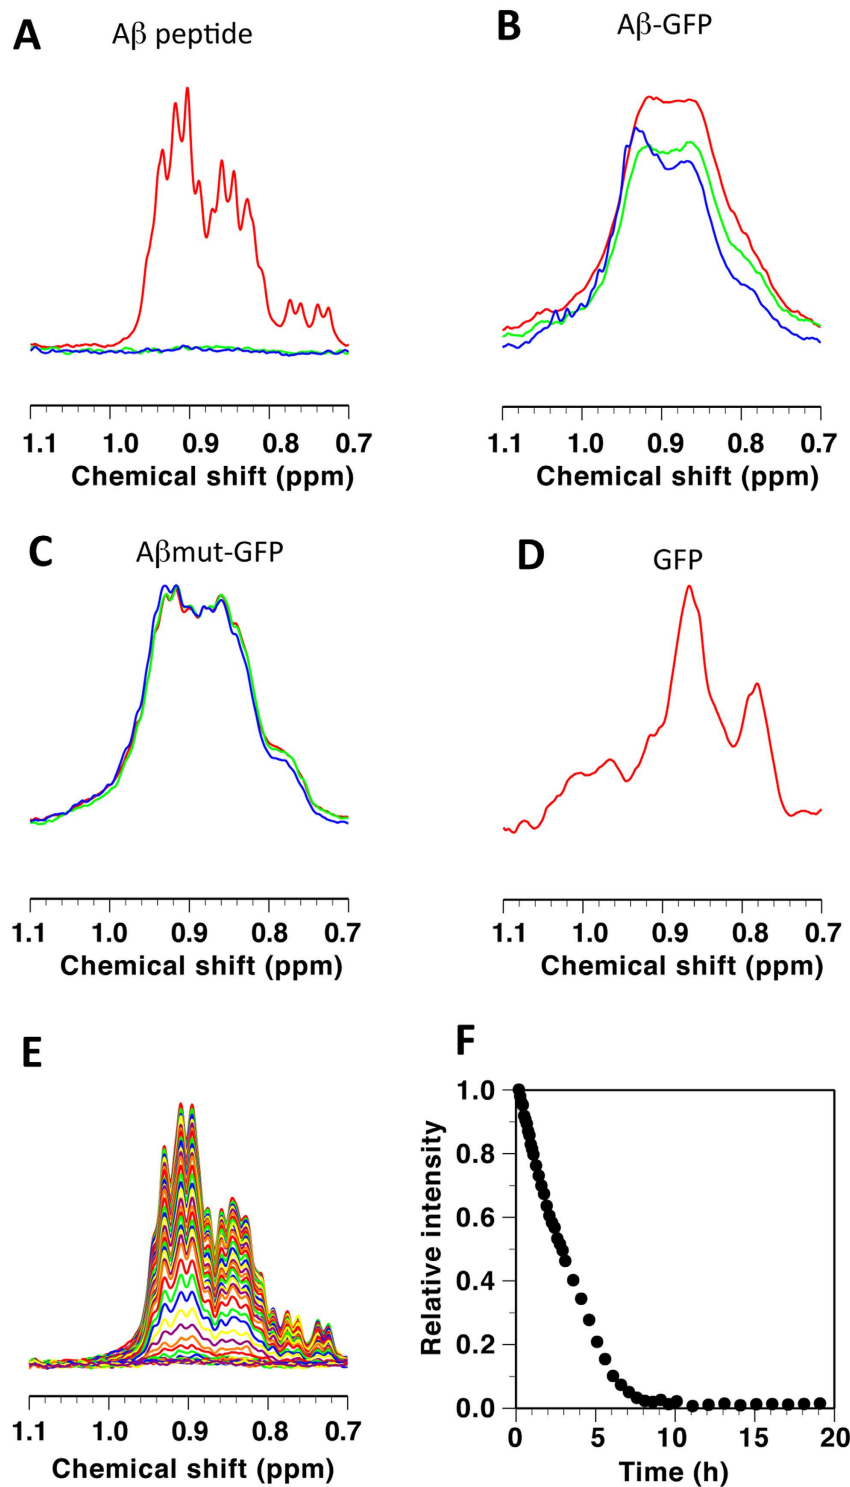 A
Aβ peptide
1.1 1.0 0.9 0.8 0.7
Chemical shift (ppm)
B
Aβ-GFP
1.1 1.0 0.9 0.8 0.7
Chemical shift (ppm)
C
Aβmut-GFP
1.1 1.0 0.9 0.8 0.7
Chemical shift (ppm)
D
GFP
1.1 1.0 0.9 0.8 0.7
Chemical shift (ppm)
E
1.1 1.0 0.9 0.8 0.7
Chemical shift (ppm)
F
Relative intensity
1.0
0.8
0.6
0.4
0.2
0.0
0 5 10 15 20
Time (h)